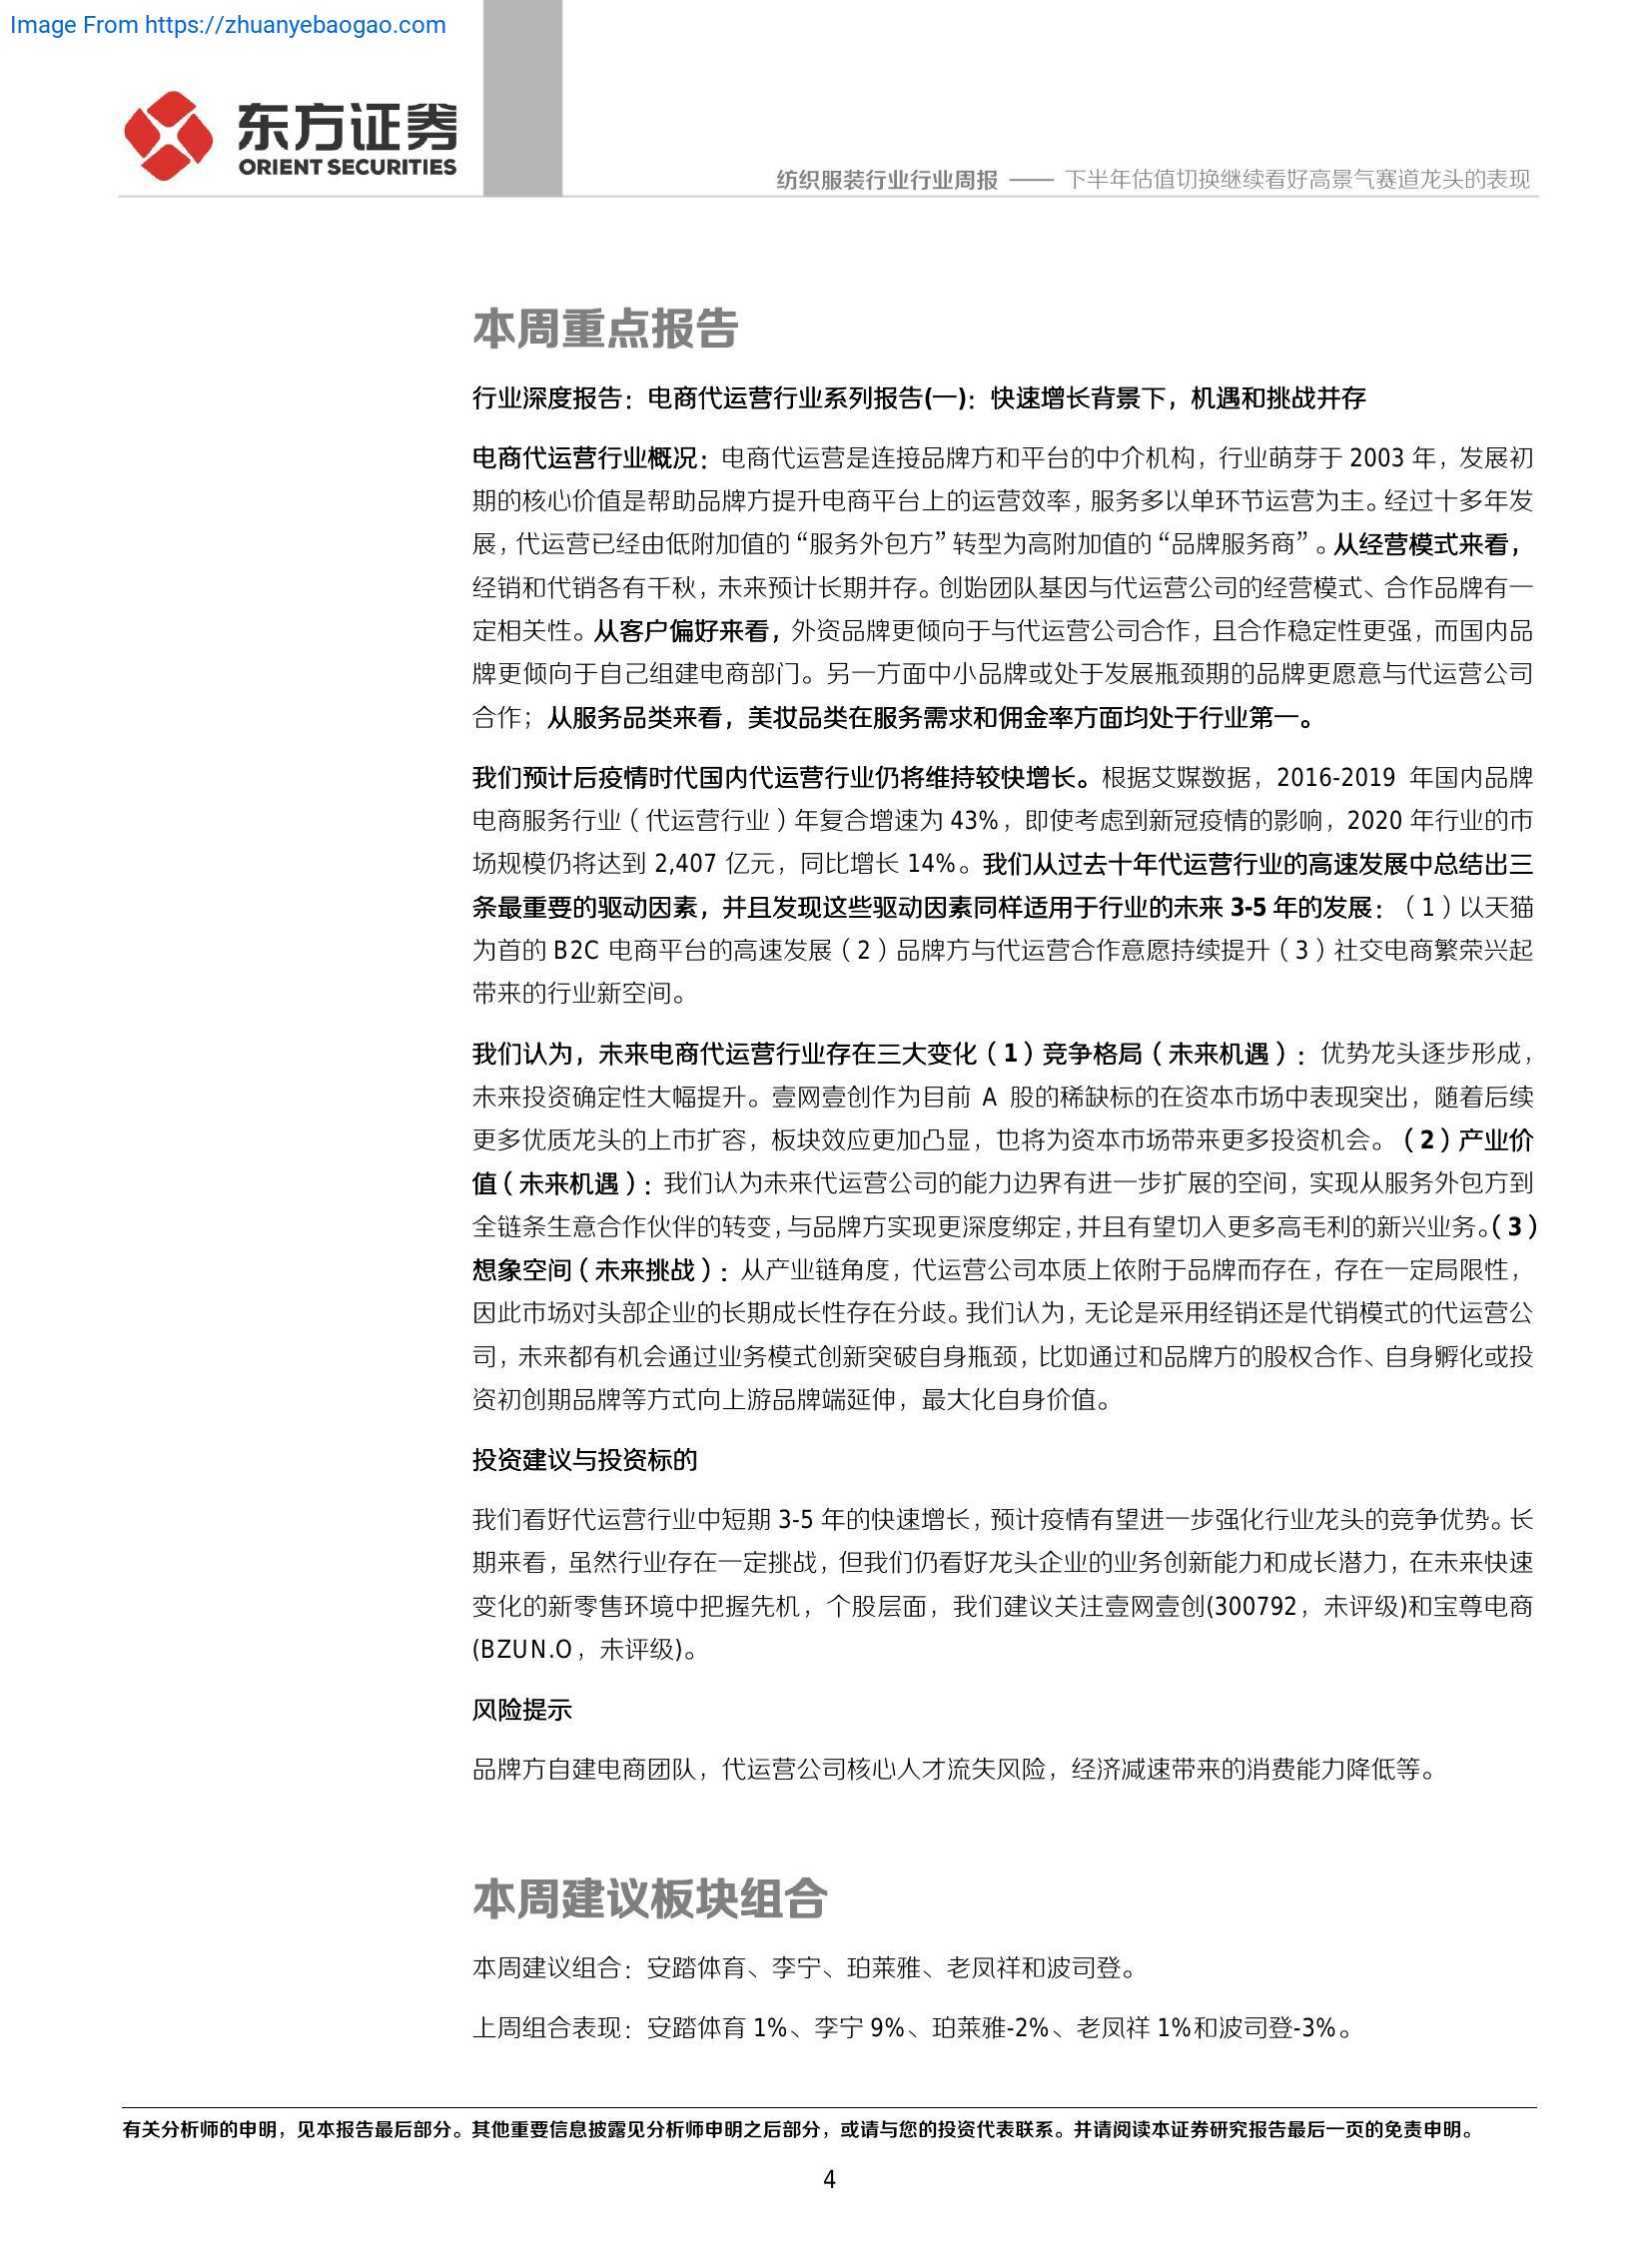 Image From https://zhuanyebaogao.com
东方证券
ORIENT SECURITIES
纺织服装行业行业周报 —— 下半年估值切换继续看好高景气赛道龙头的表现
本周重点报告
行业深度报告：电商代运营行业系列报告(一)：快速增长背景下，机遇和挑战并存
电商代运营行业概况：电商代运营是连接品牌方和平台的中介机构，行业萌芽于 2003 年，发展初
期的核心价值是帮助品牌方提升电商平台上的运营效率，服务多以单环节运营为主。经过十多年发
展，代运营已经由低附加值的“服务外包方”转型为高附加值的“品牌服务商”。从经营模式来看，
经销和代销各有千秋，未来预计长期并存。创始团队基因与代运营公司的经营模式、合作品牌有一
定相关性。从客户偏好来看，外资品牌更倾向于与代运营公司合作，且合作稳定性更强，而国内品
牌更倾向于自己组建电商部门。另一方面中小品牌或处于发展瓶颈期的品牌更愿意与代运营公司
合作；从服务品类来看，美妆品类在服务需求和佣金率方面均处于行业第一。
我们预计后疫情时代国内代运营行业仍将维持较快增长。根据艾媒数据，2016-2019 年国内品牌
电商服务行业（代运营行业）年复合增速为 43%，即使考虑到新冠疫情的影响，2020 年行业的市
场规模仍将达到 2,407 亿元，同比增长 14%。我们从过去十年代运营行业的高速发展中总结出三
条最重要的驱动因素，并且发现这些驱动因素同样适用于行业的未来 3-5 年的发展：（1）以天猫
为首的 B2C 电商平台的高速发展（2）品牌方与代运营合作意愿持续提升（3）社交电商繁荣兴起
带来的行业新空间。
我们认为，未来电商代运营行业存在三大变化（1）竞争格局（未来机遇）：优势龙头逐步形成，
未来投资确定性大幅提升。壹网壹创作为目前 A 股的稀缺标的在资本市场中表现突出，随着后续
更多优质龙头的上市扩容，板块效应更加凸显，也将为资本市场带来更多投资机会。（2）产业价
值（未来机遇）：我们认为未来代运营公司的能力边界有进一步扩展的空间，实现从服务外包方到
全链条生意合作伙伴的转变，与品牌方实现更深度绑定，并且有望切入更多高毛利的新兴业务。（3）
想象空间（未来挑战）：从产业链角度，代运营公司本质上依附于品牌而存在，存在一定局限性，
因此市场对头部企业的长期成长性存在分歧。我们认为，无论是采用经销还是代销模式的代运营公
司，未来都有机会通过业务模式创新突破自身瓶颈，比如通过和品牌方的股权合作、自身孵化或投
资初创期品牌等方式向上游品牌端延伸，最大化自身价值。
投资建议与投资标的
我们看好代运营行业中短期 3-5 年的快速增长，预计疫情有望进一步强化行业龙头的竞争优势。长
期来看，虽然行业存在一定挑战，但我们仍看好龙头企业的业务创新能力和成长潜力，在未来快速
变化的新零售环境中把握先机，个股层面，我们建议关注壹网壹创(300792，未评级)和宝尊电商
(BZUN.O，未评级)。
风险提示
品牌方自建电商团队，代运营公司核心人才流失风险，经济减速带来的消费能力降低等。
本周建议板块组合
本周建议组合：安踏体育、李宁、珀莱雅、老凤祥和波司登。
上周组合表现：安踏体育 1%、李宁 9%、珀莱雅-2%、老凤祥 1%和波司登-3%。
有关分析师的申明，见本报告最后部分。其他重要信息披露见分析师申明之后部分，或请与您的投资代表联系。并请阅读本证券研究报告最后一页的免责申明。
4